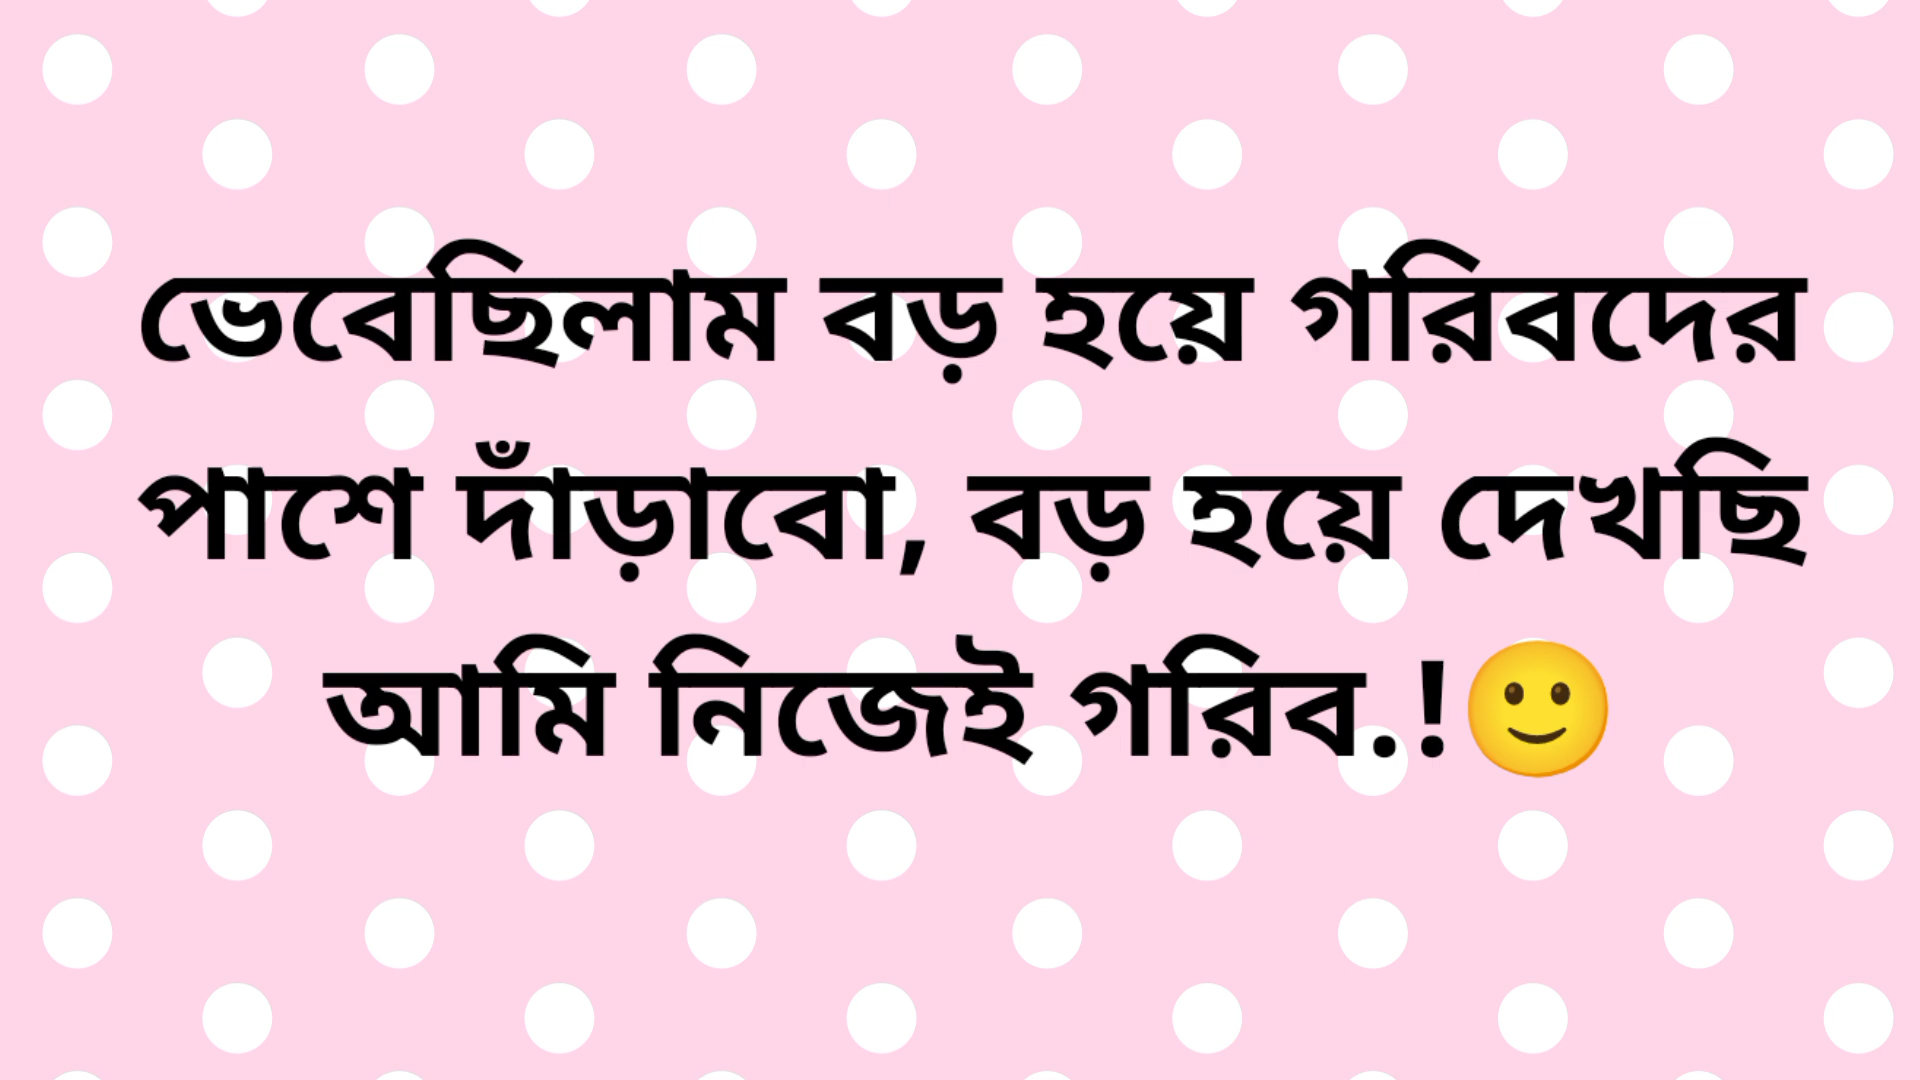 ভেবেছিলাম বড় হয়ে গরিবদের
পাশে দাঁড়াবো, বড় হয়ে দেখছি
আমি নিজেই গরিব.!🙂